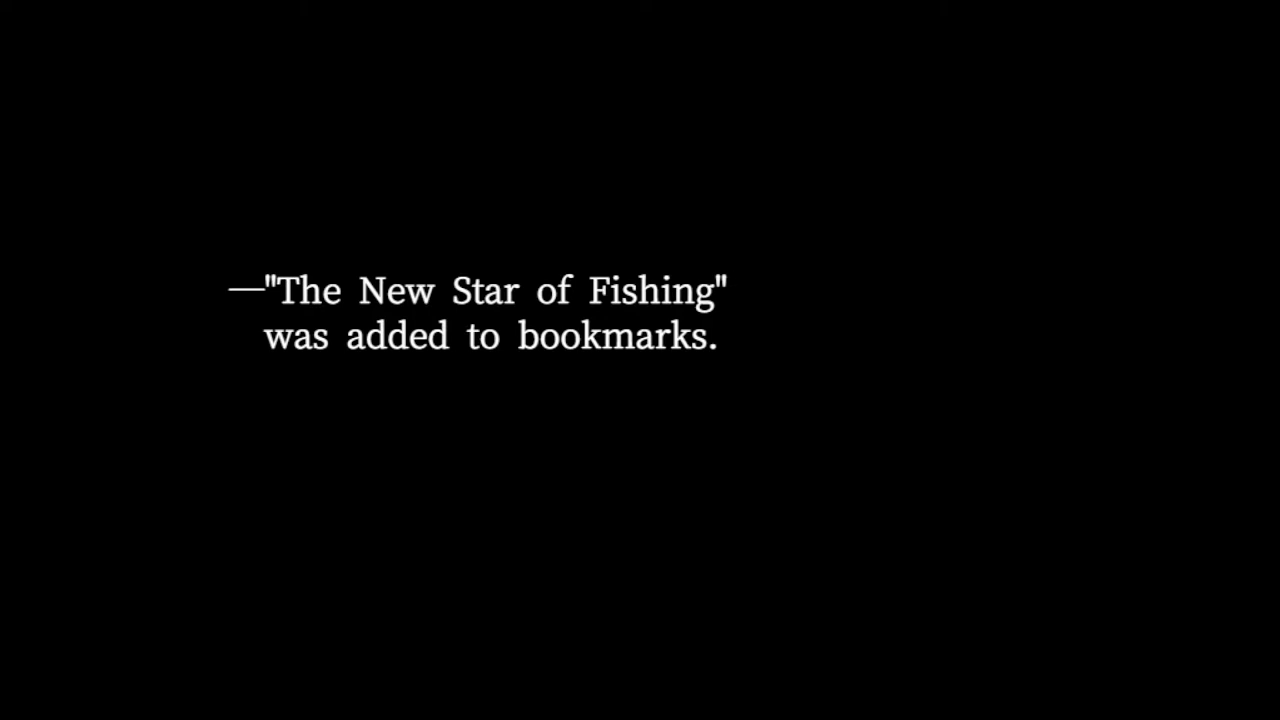 —"The New Star of Fishing"
was added to bookmarks.